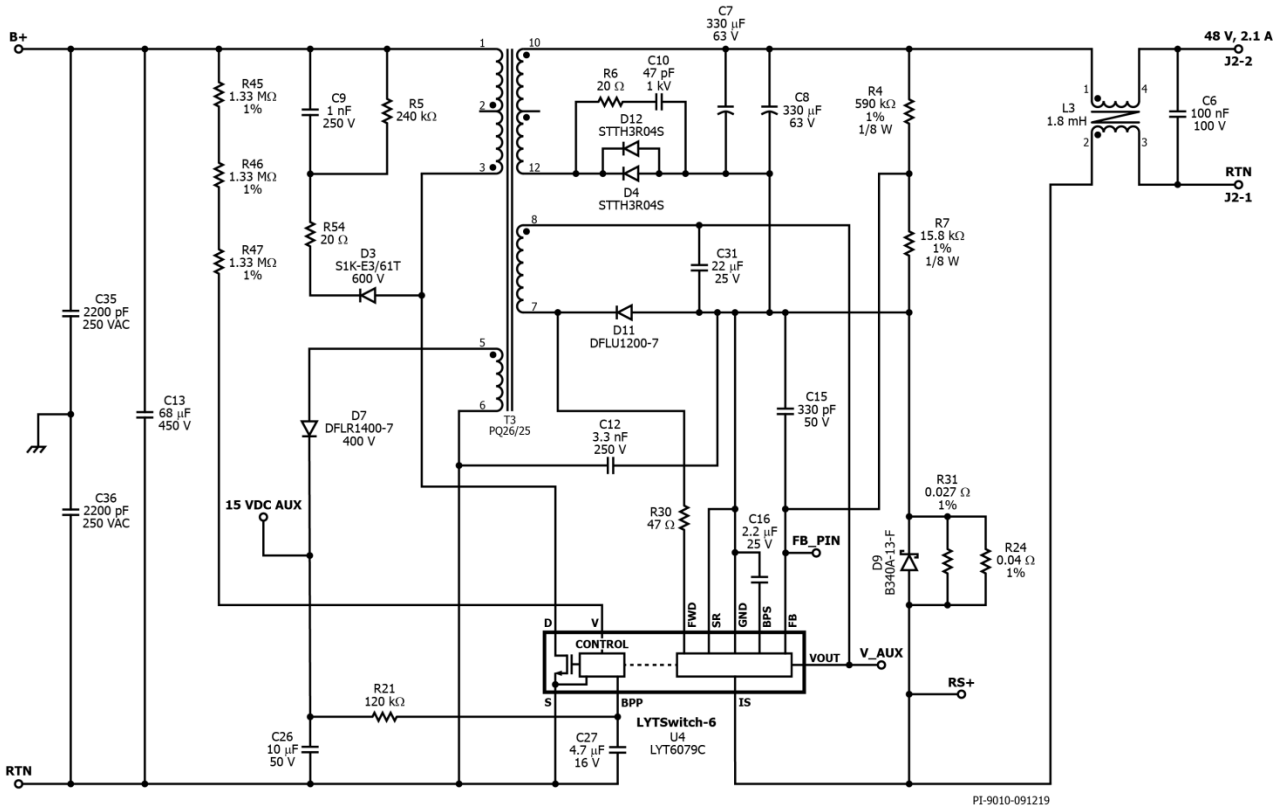 B+
C7
330 μF
63 V
48 V, 2.1 A
J2-2
1
10
R6
20 Ω
C10
47 pF
1 kV
R45
1.33 MΩ
1%
C9
1 nF
250 V
R5
240 kΩ
2
D12
STTH3R04S
C8
330 μF
63 V
R4
590 kΩ
1%
1/8 W
1
4
L3
1.8 mH
2
3
C6
100 nF
100 V
R46
1.33 MΩ
1%
3
12
D4
STTH3R04S
RTN
J2-1
R54
20 Ω
8
R7
15.8 kΩ
1%
1/8 W
R47
1.33 MΩ
1%
D3
S1K-E3/61T
600 V
C31
22 μF
25 V
C35
2200 pF
250 VAC
7
D11
DFLU1200-7
5
C13
68 μF
450 V
D7
DFLR1400-7
400 V
6
T3
PQ26/25
C12
3.3 nF
250 V
C15
330 pF
50 V
C36
2200 pF
250 VAC
15 VDC AUX
R30
47 Ω
C16
2.2 μF
25 V
FB_PIN
R31
0.027 Ω
1%
D9
B340A-13-F
R24
0.04 Ω
1%
D
V
FWD
SR
GND
BPS
FB
CONTROL
VOUT
V_AUX
R21
120 kΩ
S
BPP
IS
RS+
LYTSwitch-6
U4
LYT6079C
C26
10 μF
50 V
C27
4.7 μF
16 V
RTN
PI-9010-091219